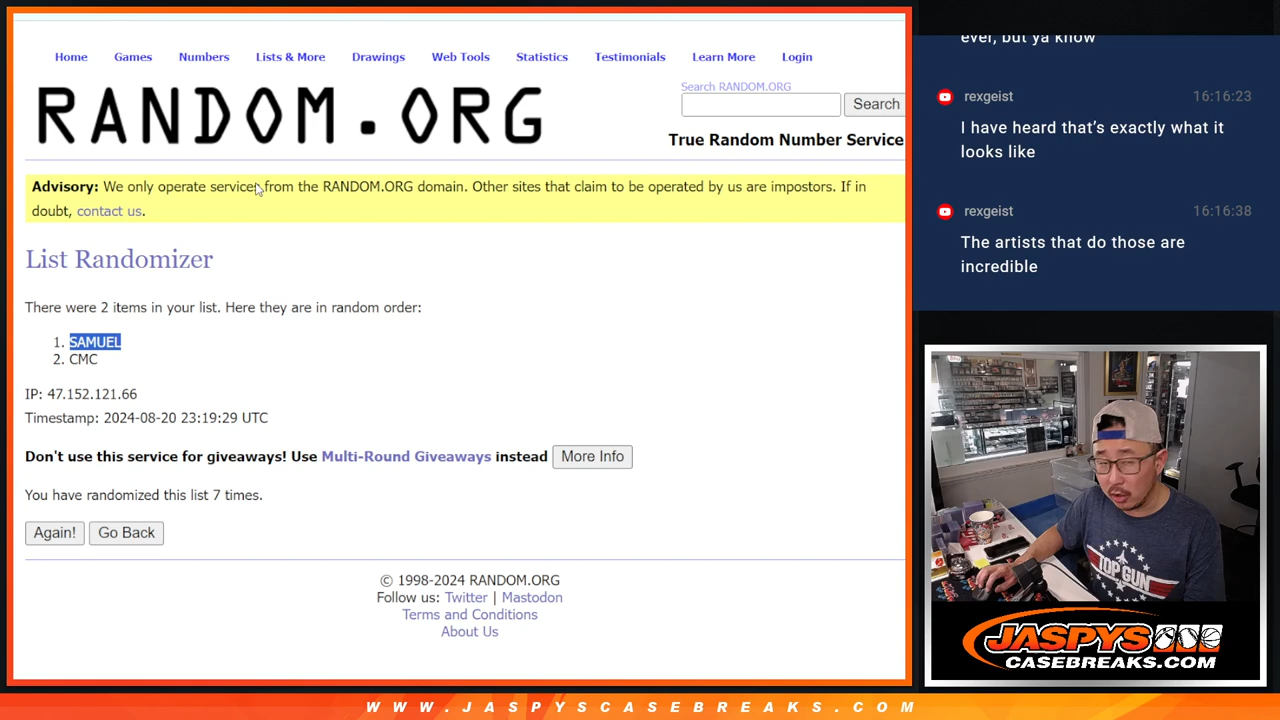 Home Games Numbers Lists & More Drawings Web Tools Statistics Testimonials Learn More Login
RANDOM.ORG
Search RANDOM.ORG
Search
True Random Number Service
Advisory: We only operate services from the RANDOM.ORG domain. Other sites that claim to be operated by us are impostors. If in
doubt, contact us.
List Randomizer
There were 2 items in your list. Here they are in random order:
1. SAMUEL
2. CMC
IP: 47.152.121.66
Timestamp: 2024-08-20 23:19:29 UTC
Don't use this service for giveaways! Use Multi-Round Giveaways instead More Info
You have randomized this list 7 times.
Again! Go Back
© 1998-2024 RANDOM.ORG
Follow us: Twitter | Mastodon
Terms and Conditions
About Us
ever, but ya know
rexgeist 16:16:23
I have heard that’s exactly what it
looks like
rexgeist 16:16:38
The artists that do those are
incredible
TOP GUN
JASPYS
CASEBREAKS.COM
WWW.JASPYSCASEBREAKS.COM